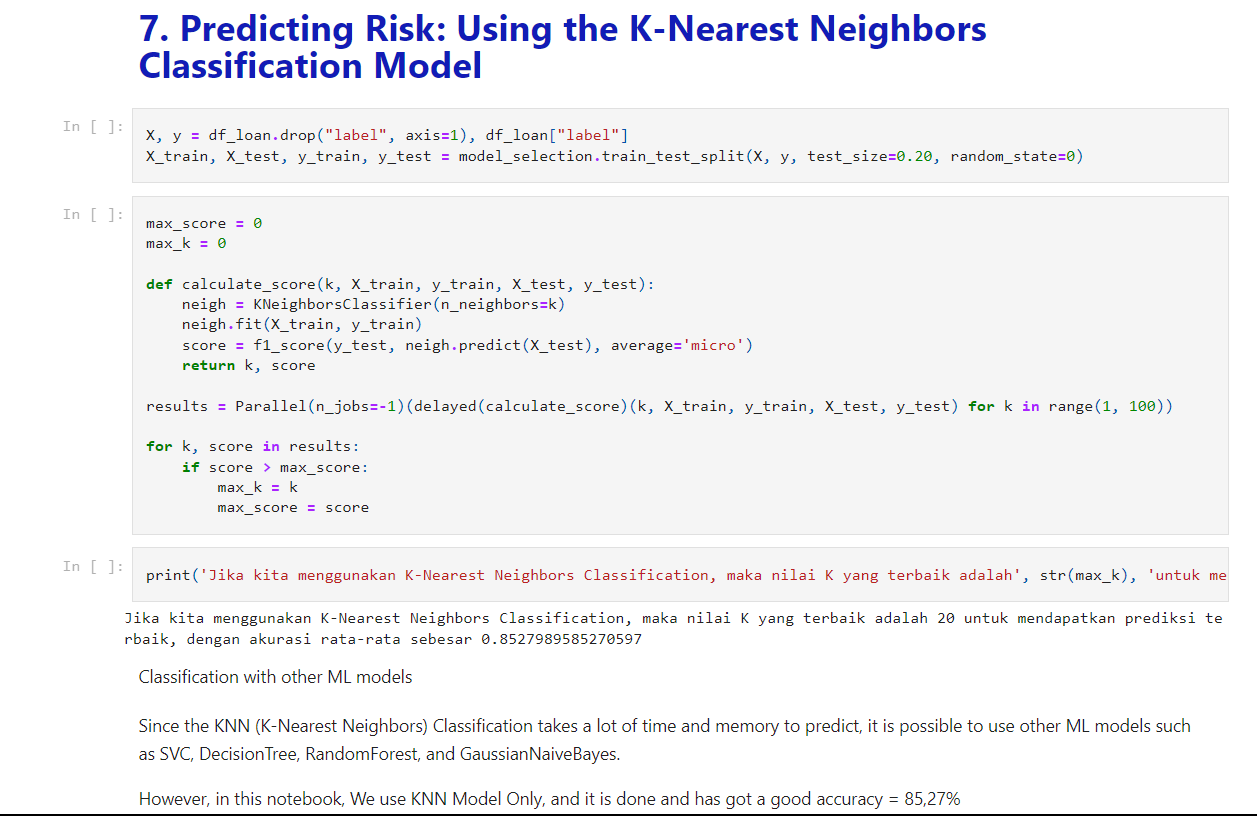 7. Predicting Risk: Using the K-Nearest Neighbors
Classification Model
In [ ]:
X, y = df_loan.drop("label", axis=1), df_loan["label"]
X_train, X_test, y_train, y_test = model_selection.train_test_split(X, y, test_size=0.20, random_state=0)
In [ ]:
max_score = 0
max_k = 0
def calculate_score(k, X_train, y_train, X_test, y_test):
    neigh = KNeighborsClassifier(n_neighbors=k)
    neigh.fit(X_train, y_train)
    score = f1_score(y_test, neigh.predict(X_test), average='micro')
    return k, score
results = Parallel(n_jobs=-1)(delayed(calculate_score)(k, X_train, y_train, X_test, y_test) for k in range(1, 100))
for k, score in results:
    if score > max_score:
        max_k = k
        max_score = score
In [ ]:
print('Jika kita menggunakan K-Nearest Neighbors Classification, maka nilai K yang terbaik adalah', str(max_k), 'untuk me
Jika kita menggunakan K-Nearest Neighbors Classification, maka nilai K yang terbaik adalah 20 untuk mendapatkan prediksi te
rbaik, dengan akurasi rata-rata sebesar 0.8527989585270597
Classification with other ML models
Since the KNN (K-Nearest Neighbors) Classification takes a lot of time and memory to predict, it is possible to use other ML models such
as SVC, DecisionTree, RandomForest, and GaussianNaiveBayes.
However, in this notebook, We use KNN Model Only, and it is done and has got a good accuracy = 85,27%